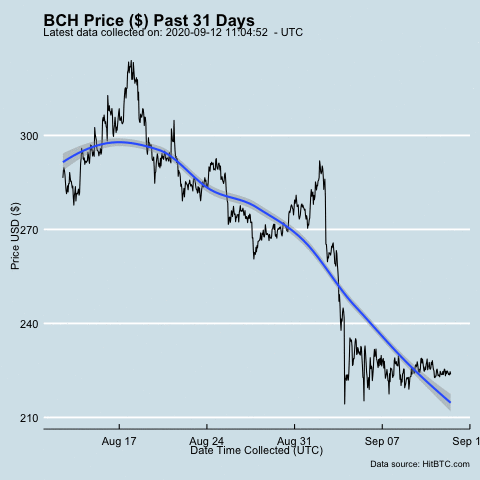 BCH Price ($) Past 31 Days
Latest data collected on: 2020-09-12 11:04:52 - UTC
300
270
240
210
Price USD ($)
Aug 17 Aug 24 Aug 31 Sep 07 Sep 1
Date Time Collected (UTC)
Data source: HitBTC.com